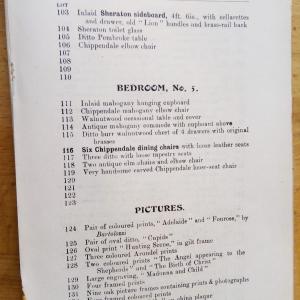 LOT
103 Inlaid Sheraton sideboard, 4ft. 6in., with cellarettes
and drawer, old "Lion" handles and brass-rail back
104 Sheraton toilet glass
105 Ditto Pembroke table
106 Chippendale elbow chair
107
108
109
110
BEDROOM, No. 5.
111 Inlaid mahogany hanging cupboard
112 Chippendale mahogany elbow chair
113 Walnutwood occasional table and cover
114 Antique mahogany commode with cupboard above
115 Ditto burr walnutwood chest of 4 drawers with original
brasses
116 Six Chippendale dining chairs with loose leather seats
117 Three ditto with loose tapestry seats
118 Two antique elm chairs and elbow chair
119 Very handsome carved Chippendale loose-seat chair
120
121
122
123
PICTURES.
124 Pair of coloured prints, "Adelaide" and "Fonrose," by
Bartolozzi
125 Pair of oval ditto, "Cupids"
126 Oval print "Hunting Scene," in gilt frame
127 Three coloured Arundel prints
128 Two coloured prints "The Angel appearing to the
Shepherds" and "The Birth of Christ"
129 Large engraving, "Madonna and Child"
130 Four framed prints
131 Nine oak picture frames containing prints & photographs
china plaque